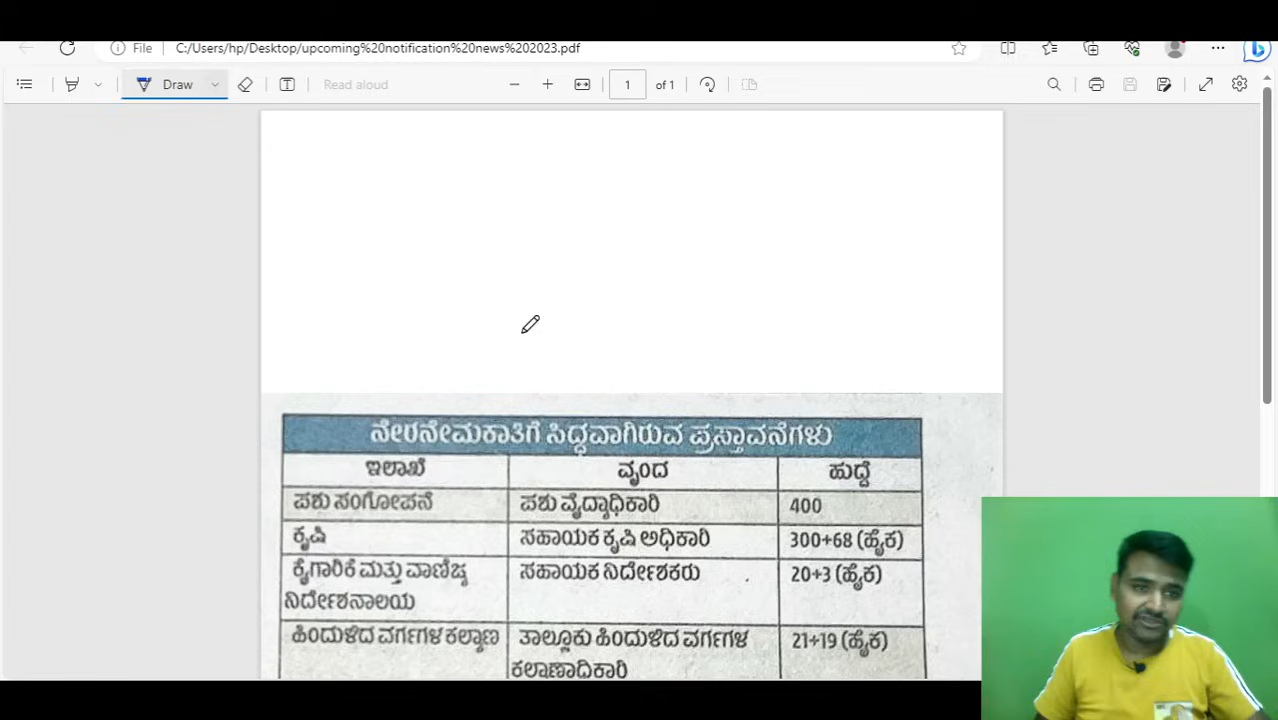 File C:/Users/hp/Desktop/upcoming%20notification%20news%202023.pdf
Draw Read aloud 1 of 1
ನೇರನೇಮಕಾತಿಗೆ ಸಿದ್ಧವಾಗಿರುವ ಪ್ರಸ್ತಾವನೆಗಳು
ಇಲಾಖೆ ವೃಂದ ಹುದ್ದೆ
ಪಶು ಸಂಗೋಪನೆ ಪಶು ವೈದ್ಯಾಧಿಕಾರಿ 400
ಕೃಷಿ ಸಹಾಯಕ ಕೃಷಿ ಅಧಿಕಾರಿ 300+68 (ಹೈಕ)
ಕೈಗಾರಿಕೆ ಮತ್ತು ವಾಣಿಜ್ಯ ಸಹಾಯಕ ನಿರ್ದೇಶಕರು 20+3 (ಹೈಕ)
ನಿರ್ದೇಶನಾಲಯ
ಹಿಂದುಳಿದ ವರ್ಗಗಳ ಕಲ್ಯಾಣ ತಾಲ್ಲೂಕು ಹಿಂದುಳಿದ ವರ್ಗಗಳ 21+19 (ಹೈಕ)
ಕಲ್ಯಾಣಾಧಿಕಾರಿ